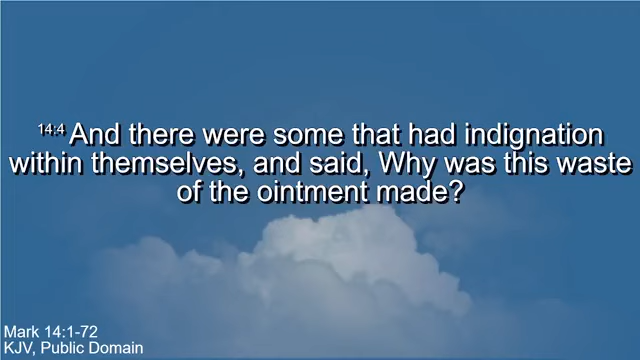 14:4 And there were some that had indignation
within themselves, and said, Why was this waste
of the ointment made?
Mark 14:1-72
KJV, Public Domain